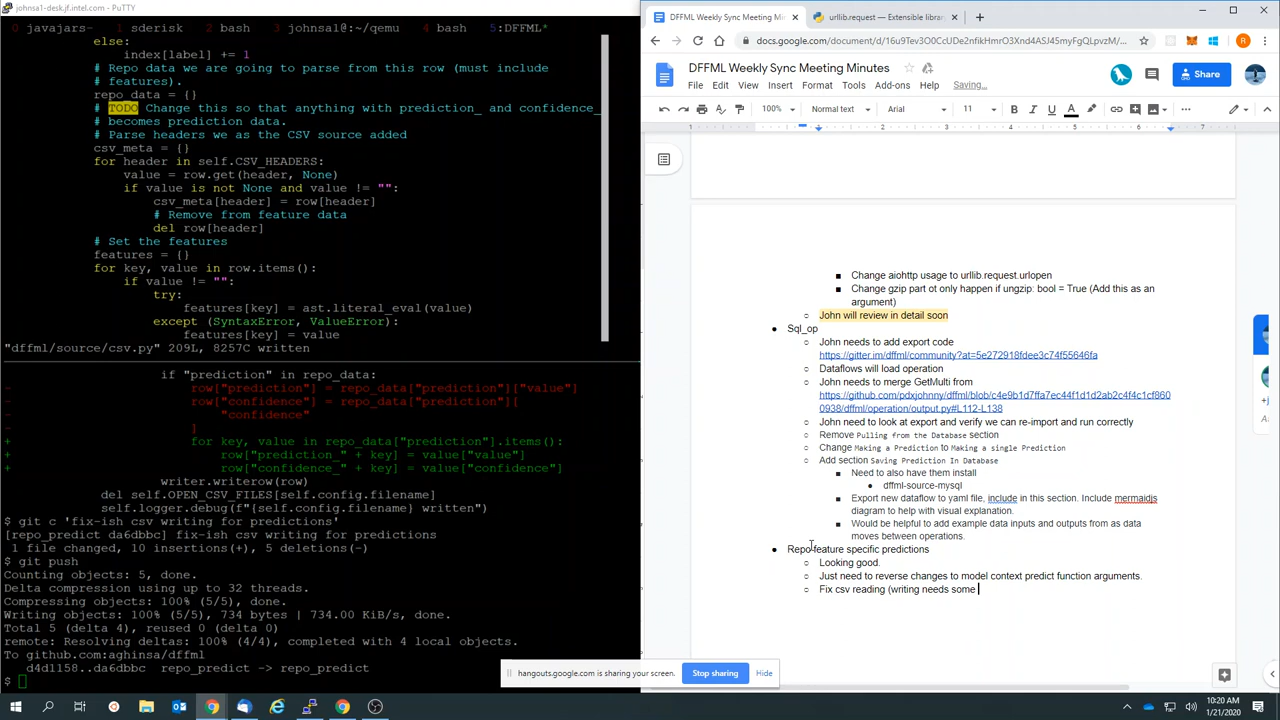 johnsa1-desk.jf.intel.com - PuTTY
0 javajars- 1 sderisk 2 bash 3 johnsa1@:~/qemu 4 bash 5:DFFML*
else:
index[label] += 1
# Repo data we are going to parse from this row (must include
# features).
repo_data = {}
# TODO Change this so that anything with prediction_ and confidence_
# becomes prediction data.
# Parse headers we as the CSV source added
csv_meta = {}
for header in self.CSV_HEADERS:
value = row.get(header, None)
if value is not None and value != "":
csv_meta[header] = row[header]
# Remove from feature data
del row[header]
# Set the features
features = {}
for key, value in row.items():
if value != "":
try:
features[key] = ast.literal_eval(value)
except (SyntaxError, ValueError):
features[key] = value
"dffml/source/csv.py" 209L, 8257C written
if "prediction" in repo_data:
- row["prediction"] = repo_data["prediction"]["value"]
- row["confidence"] = repo_data["prediction"][
- "confidence"
- ]
+ for key, value in repo_data["prediction"].items():
+ row["prediction_" + key] = value["value"]
+ row["confidence_" + key] = value["confidence"]
writer.writerow(row)
del self.OPEN_CSV_FILES[self.config.filename]
self.logger.debug(f"{self.config.filename} written")
$ git c 'fix-ish csv writing for predictions'
[repo_predict da6dbbc] fix-ish csv writing for predictions
1 file changed, 10 insertions(+), 5 deletions(-)
$ git push
Counting objects: 5, done.
Delta compression using up to 32 threads.
Compressing objects: 100% (5/5), done.
Writing objects: 100% (5/5), 734 bytes | 734.00 KiB/s, done.
Total 5 (delta 4), reused 0 (delta 0)
remote: Resolving deltas: 100% (4/4), completed with 4 local objects.
To github.com:aghinsa/dffml
d4d1158..da6dbbc repo_predict -> repo_predict
$
DFFML Weekly Sync Meeting Min
urllib.request — Extensible librar
docs.google.com/document/d/16u9Tev3O0CcUDe2nfikHmrO3Xnd4ASJ45myFgQLpvzM/...
DFFML Weekly Sync Meeting Minutes
File Edit View Insert Format Tools Add-ons Help Saving...
Share
100% Normal text Arial 11
1 2 3 4 5 6 7
■ Change aiohttp usage to urllib.request.urlopen
■ Change gzip part ot only happen if ungzip: bool = True (Add this as an
argument)
○ John will review in detail soon
● Sql_op
○ John needs to add export code
https://gitter.im/dffml/community?at=5e272918fdee3c74f55646fa
○ Dataflows will load operation
○ John needs to merge GetMulti from
https://github.com/pdxjohnny/dffml/blob/c4e9b1d7ffa7ec44f1d1d2ab2c4f4c1cf860
0938/dffml/operation/output.py#L112-L138
○ John need to look at export and verify we can re-import and run correctly
○ Remove Pulling from the Database section
○ Change Making a Prediction to Making a single Prediction
○ Add section Saving Prediction In Database
■ Need to also have them install
● dffml-source-mysql
■ Export new dataflow to yaml file, include in this section. Include mermaidjs
diagram to help with visual explanation.
■ Would be helpful to add example data inputs and outputs from as data
moves between operations.
● Repo feature specific predictions
○ Looking good.
○ Just need to reverse changes to model context predict function arguments.
○ Fix csv reading (writing needs some
hangouts.google.com is sharing your screen. Stop sharing Hide
10:20 AM
1/21/2020